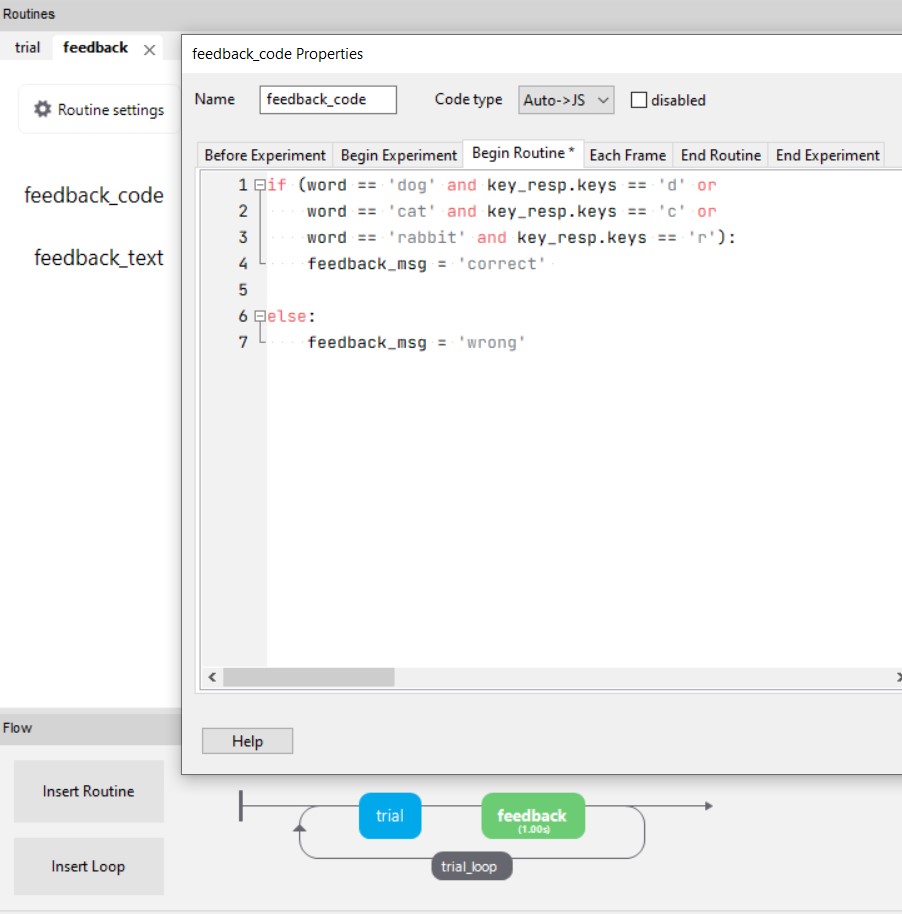 Routines
trial feedback
feedback_code Properties
Name feedback_code Code type Auto->JS disabled
Routine settings
Before Experiment Begin Experiment Begin Routine * Each Frame End Routine End Experiment
feedback_code
feedback_text
1 if (word == 'dog' and key_resp.keys == 'd' or
2 word == 'cat' and key_resp.keys == 'c' or
3 word == 'rabbit' and key_resp.keys == 'r'):
4 feedback_msg = 'correct'
5
6 else:
7 feedback_msg = 'wrong'
Help
Flow
Insert Routine
Insert Loop
trial
feedback
(1.00s)
trial_loop